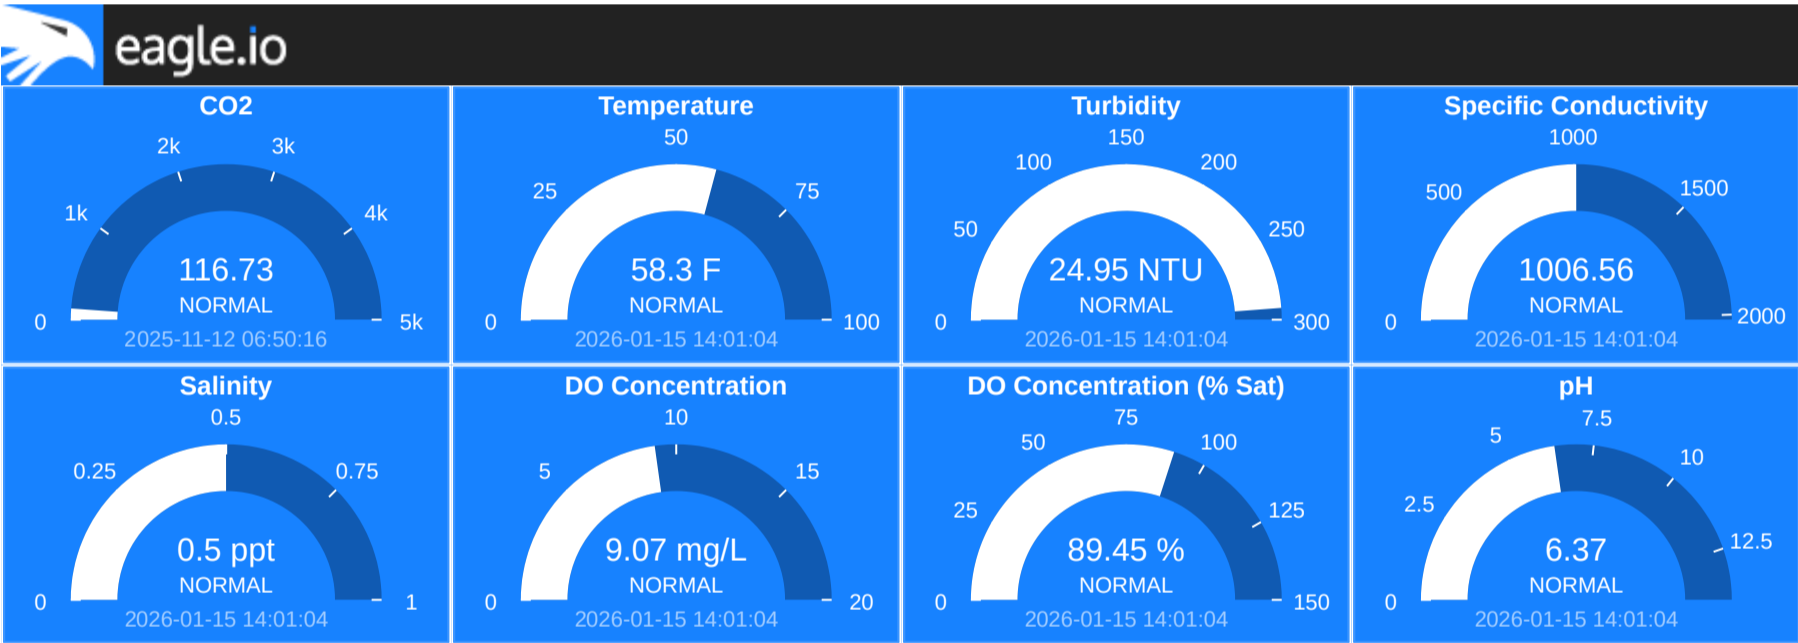 eagle.io
CO2
2k
3k
1k
4k
0
5k
116.73
NORMAL
2025-11-12 06:50:16
Temperature
50
25
75
0
100
58.3 F
NORMAL
2026-01-15 14:01:04
Turbidity
150
100
200
50
250
0
300
24.95 NTU
NORMAL
2026-01-15 14:01:04
Specific Conductivity
1000
500
1500
0
2000
1006.56
NORMAL
2026-01-15 14:01:04
Salinity
0.5
0.25
0.75
0
1
0.5 ppt
NORMAL
2026-01-15 14:01:04
DO Concentration
10
5
15
0
20
9.07 mg/L
NORMAL
2026-01-15 14:01:04
DO Concentration (% Sat)
75
50
100
25
125
0
150
89.45 %
NORMAL
2026-01-15 14:01:04
pH
7.5
5
10
2.5
12.5
0
6.37
NORMAL
2026-01-15 14:01:04